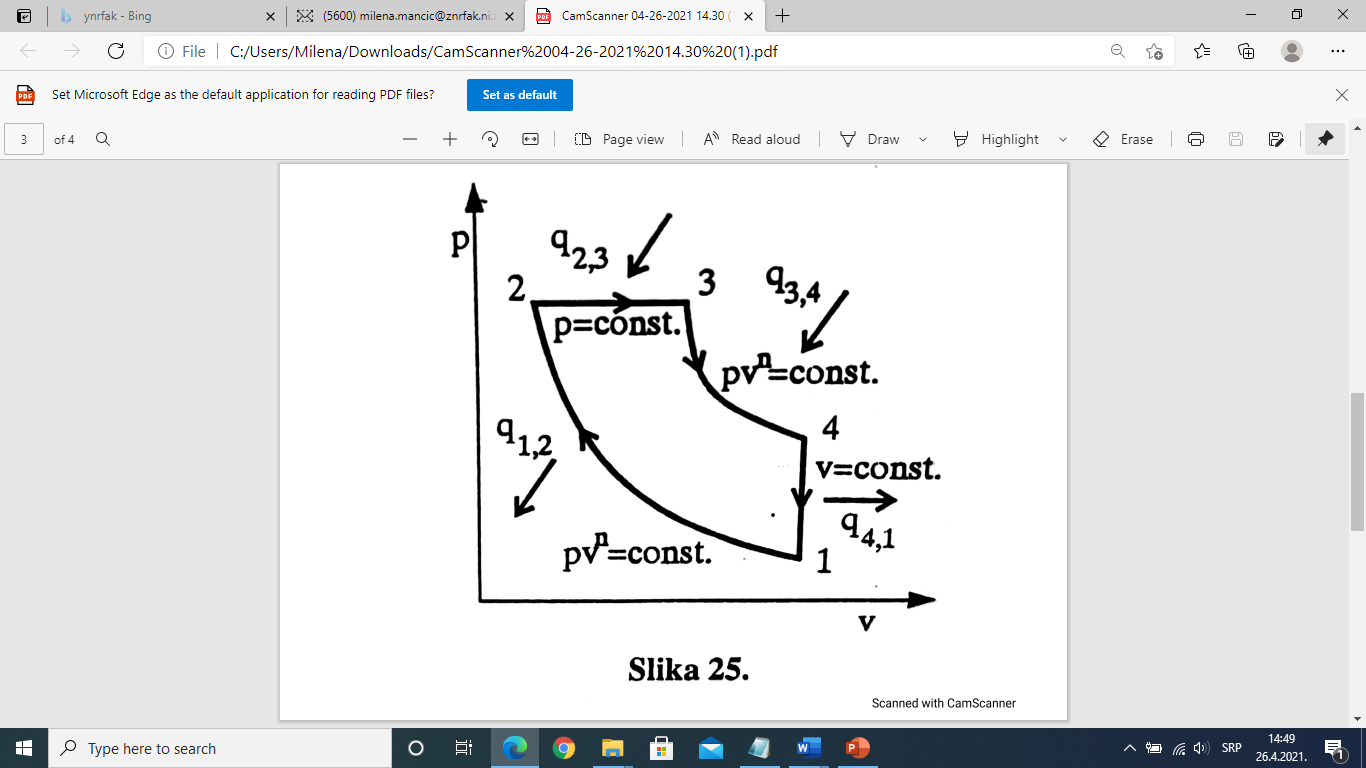 ynrfak - Bing
(5600) milena.mancic@znrfak.ni.
CamScanner 04-26-2021 14.30 (
File
C:/Users/Milena/Downloads/CamScanner%2004-26-2021%2014.30%20(1).pdf
Set Microsoft Edge as the default application for reading PDF files?
Set as default
3 of 4
Page view
Read aloud
Draw
Highlight
Erase
p
q2,3
2
3
q3,4
p=const.
pvⁿ=const.
4
q1,2
v=const.
q4,1
pvⁿ=const.
1
v
Slika 25.
Scanned with CamScanner
Type here to search
SRP
14:49
26.4.2021.
1